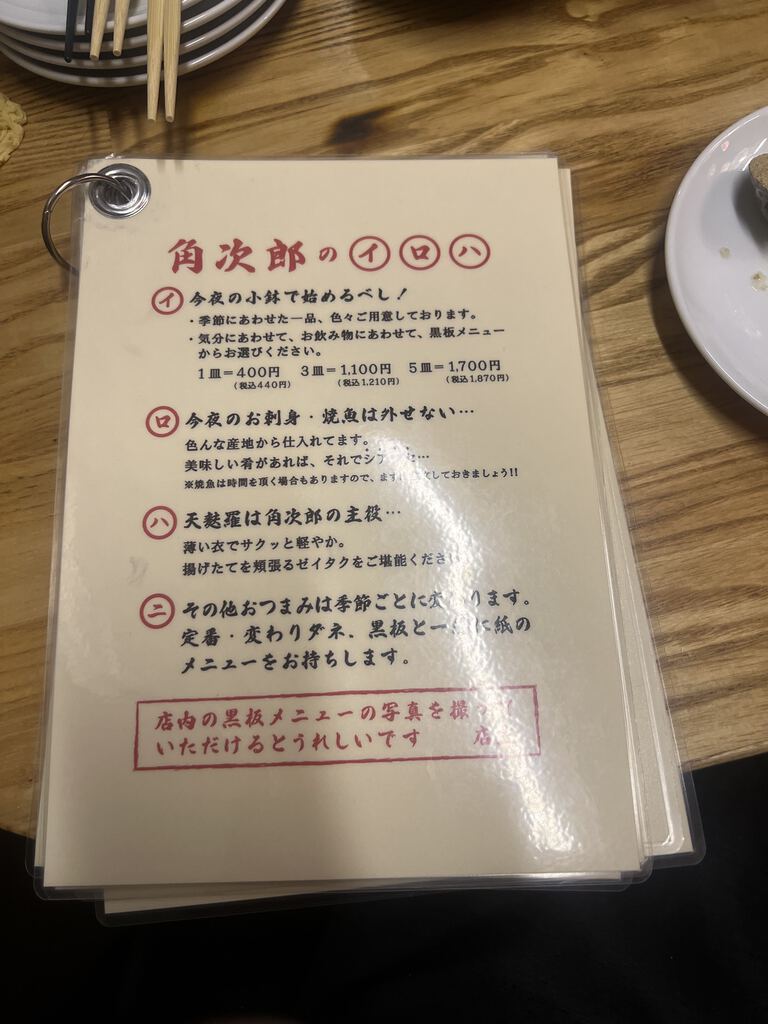 角次郎のイロハ
イ 今夜の小鉢で始めるべし!
・季節にあわせた一品、色々ご用意しております。
・気分にあわせて、お飲み物にあわせて、黒板メニュー
からお選びください。
1皿=400円 3皿=1,100円 5皿=1,700円
(税込440円) (税込1,210円) (税込1,870円)
ロ 今夜のお刺身・焼魚は外せない…
色んな産地から仕入れてます。
美味しい肴があれば、それで
※焼魚は時間を頂く場合もありますので、ておきましょう!!
ハ 天麩羅は角次郎の主役…
薄い衣でサクッと軽やか。
揚げたてを頬張るゼイタクをご堪能くださ
ニ その他おつまみは季節ごとに変ります。
定番・変わりダネ、黒板と一に紙の
メニューをお持ちします。
店内の黒板メニューの写真を撮
いただけるとうれしいです 店